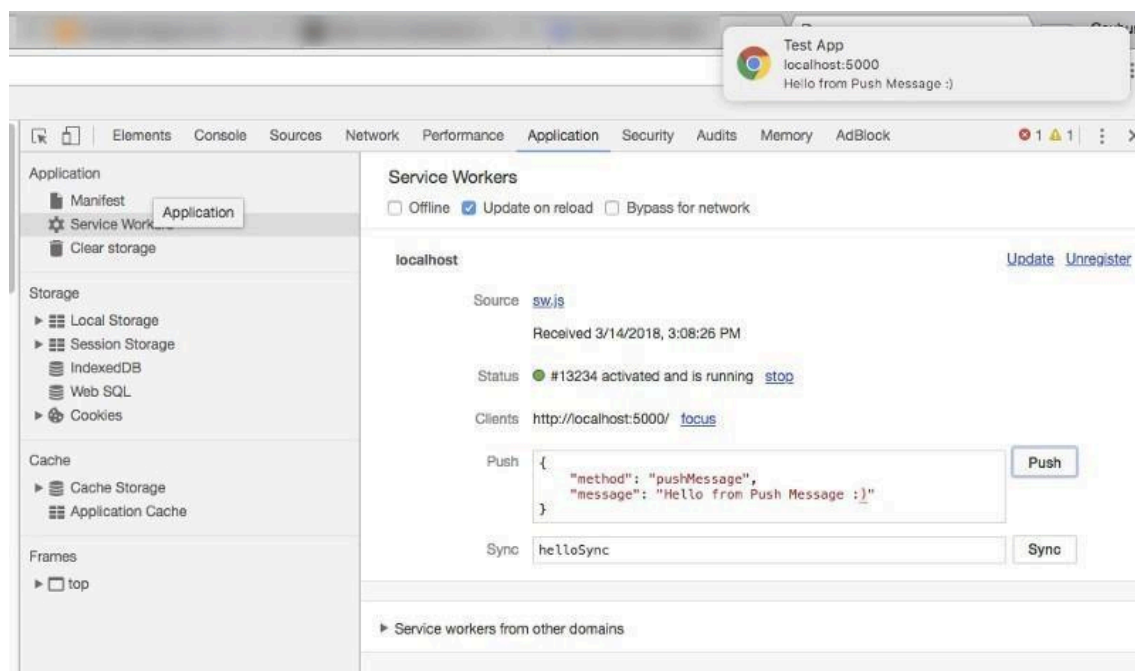 Test App
localhost:5000
Hello from Push Message :)
Elements Console Sources Network Performance Application Security Audits Memory AdBlock 1 1
Application
Manifest
Service Workers
Application
Clear storage
Storage
Local Storage
Session Storage
IndexedDB
Web SQL
Cookies
Cache
Cache Storage
Application Cache
Frames
top
Service Workers
Offline Update on reload Bypass for network
localhost Update Unregister
Source sw.js
Received 3/14/2018, 3:08:26 PM
Status #13234 activated and is running stop
Clients http://localhost:5000/ focus
Push { Push
"method": "pushMessage",
"message": "Hello from Push Message :)"
}
Sync helloSync Sync
Service workers from other domains